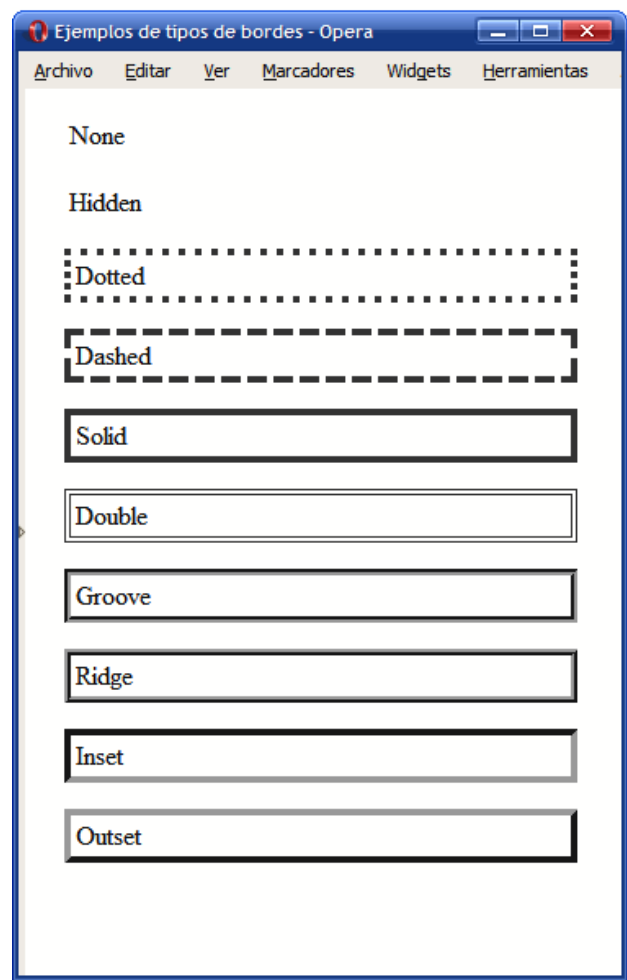 Ejemplos de tipos de bordes - Opera
Archivo Editar Ver Marcadores Widgets Herramientas
None
Hidden
Dotted
Dashed
Solid
Double
Groove
Ridge
Inset
Outset